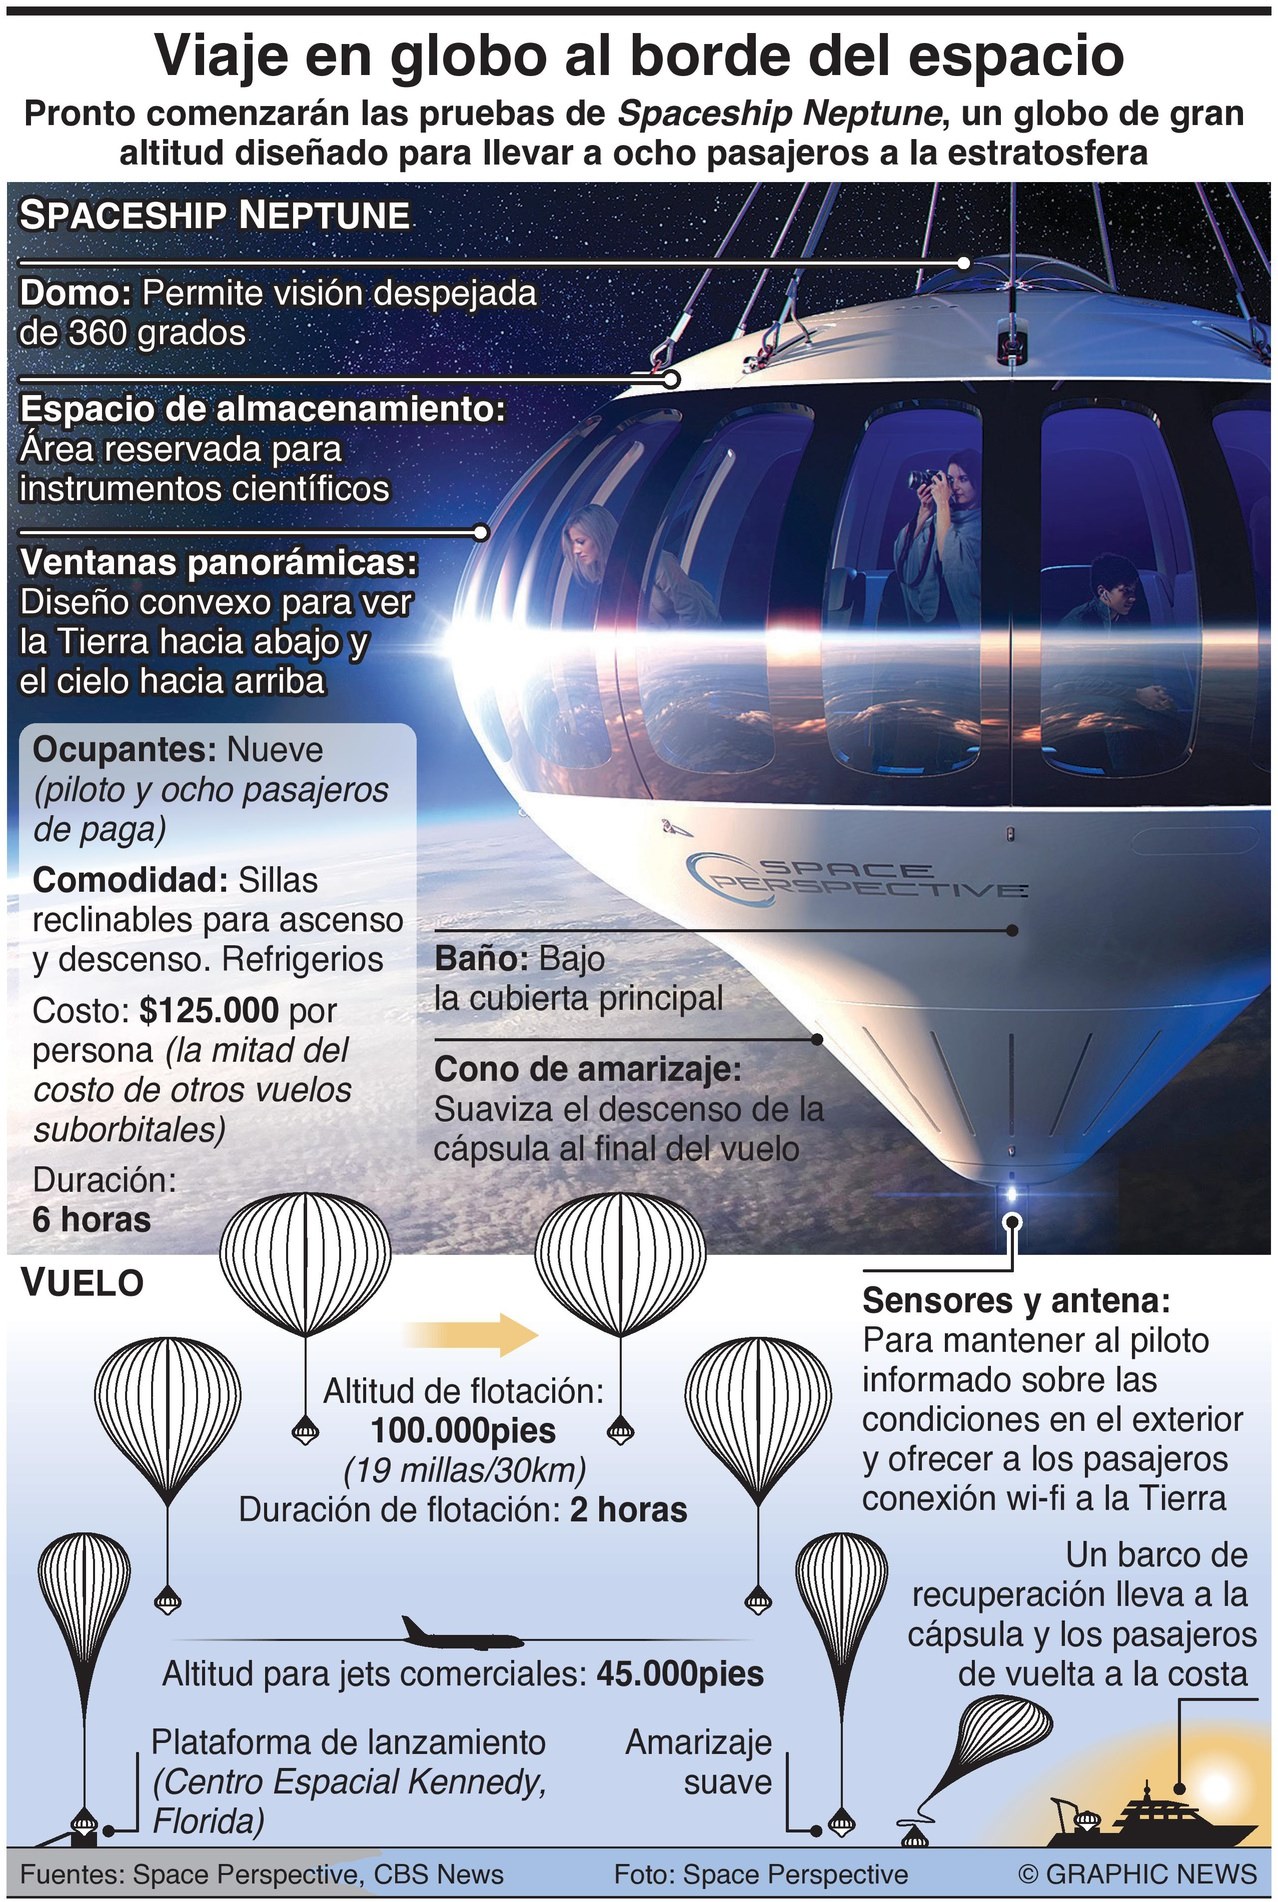 Viaje en globo al borde del espacio
Pronto comenzarán las pruebas de Spaceship Neptune, un globo de gran
altitud diseñado para llevar a ocho pasajeros a la estratosfera
SPACESHIP NEPTUNE
Domo: Permite visión despejada
de 360 grados
Espacio de almacenamiento:
Área reservada para
instrumentos científicos
Ventanas panorámicas:
Diseño convexo para ver
la Tierra hacia abajo y
el cielo hacia arriba
Ocupantes: Nueve
(piloto y ocho pasajeros
de paga)
Comodidad: Sillas
reclinables para ascenso
y descenso. Refrigerios
Costo: $125.000 por
persona (la mitad del
costo de otros vuelos
suborbitales)
Duración:
6 horas
SPACE
PERSPECTIVE
Baño: Bajo
la cubierta principal
Cono de amarizaje:
Suaviza el descenso de la
cápsula al final del vuelo
Sensores y antena:
Para mantener al piloto
informado sobre las
condiciones en el exterior
y ofrecer a los pasajeros
conexión wi-fi a la Tierra
VUELO
Altitud de flotación:
100.000pies
(19 millas/30km)
Duración de flotación: 2 horas
Altitud para jets comerciales: 45.000pies
Plataforma de lanzamiento
(Centro Espacial Kennedy,
Florida)
Amarizaje
suave
Un barco de
recuperación lleva a la
cápsula y los pasajeros
de vuelta a la costa
Fuentes: Space Perspective, CBS News
Foto: Space Perspective
© GRAPHIC NEWS